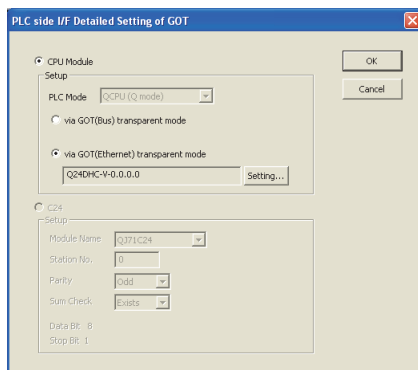 PLC side I/F Detailed Setting of GOT
CPU Module
Setup
PLC Mode QCPU (Q mode)
via GOT(Bus) transparent mode
via GOT(Ethernet) transparent mode
Q24DHC-V-0.0.0.0 Setting...
OK
Cancel
C24
Setup
Module Name QJ71C24
Station No. 0
Parity Odd
Sum Check Exists
Data Bit 8
Stop Bit 1